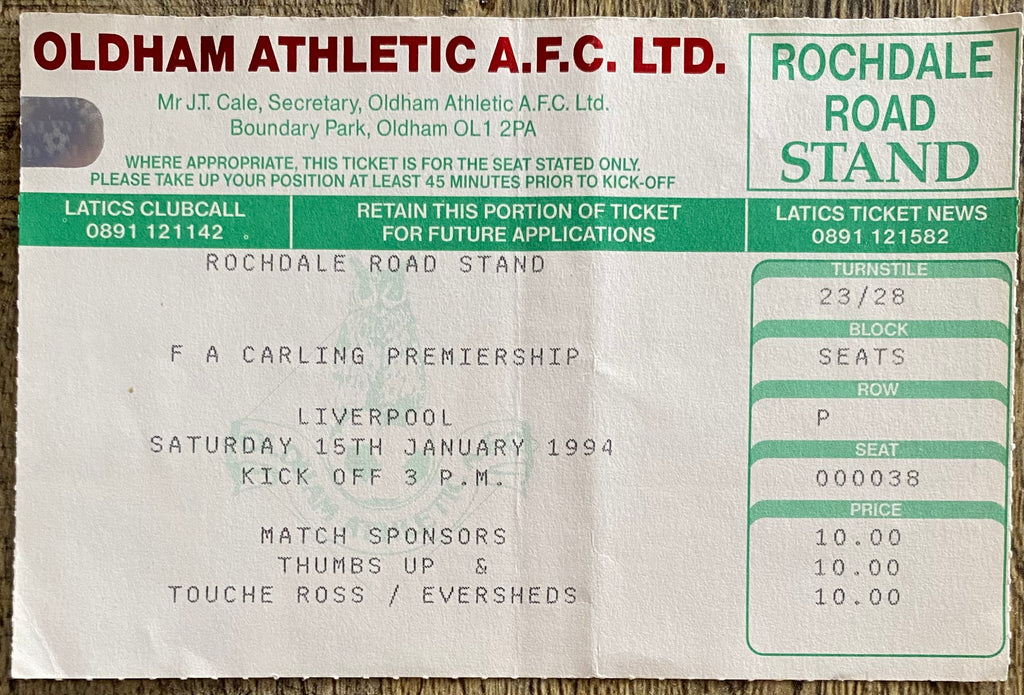 OLDHAM ATHLETIC A.F.C. LTD.
Mr J.T. Cale, Secretary, Oldham Athletic A.F.C. Ltd.
Boundary Park, Oldham OL1 2PA
WHERE APPROPRIATE, THIS TICKET IS FOR THE SEAT STATED ONLY.
PLEASE TAKE UP YOUR POSITION AT LEAST 45 MINUTES PRIOR TO KICK-OFF
ROCHDALE
ROAD
STAND
LATICS CLUBCALL
0891 121142
RETAIN THIS PORTION OF TICKET
FOR FUTURE APPLICATIONS
LATICS TICKET NEWS
0891 121582
ROCHDALE ROAD STAND
F A CARLING PREMIERSHIP
LIVERPOOL
SATURDAY 15TH JANUARY 1994
KICK OFF 3 P.M.
MATCH SPONSORS
THUMBS UP &
TOUCHE ROSS / EVERSHEDS
OLDHAM ATHLETIC
TURNSTILE
23/28
BLOCK
SEATS
ROW
P
SEAT
000038
PRICE
10.00
10.00
10.00